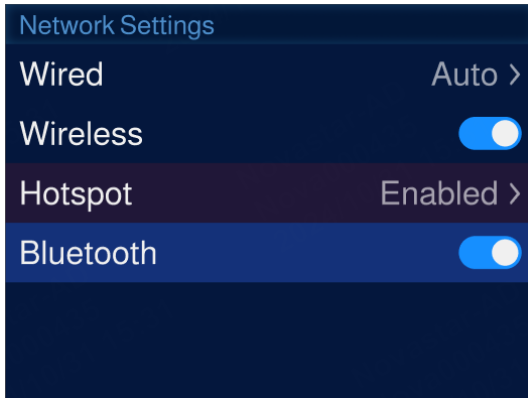 Network Settings
Wired Auto >
Wireless
Hotspot Enabled >
Bluetooth